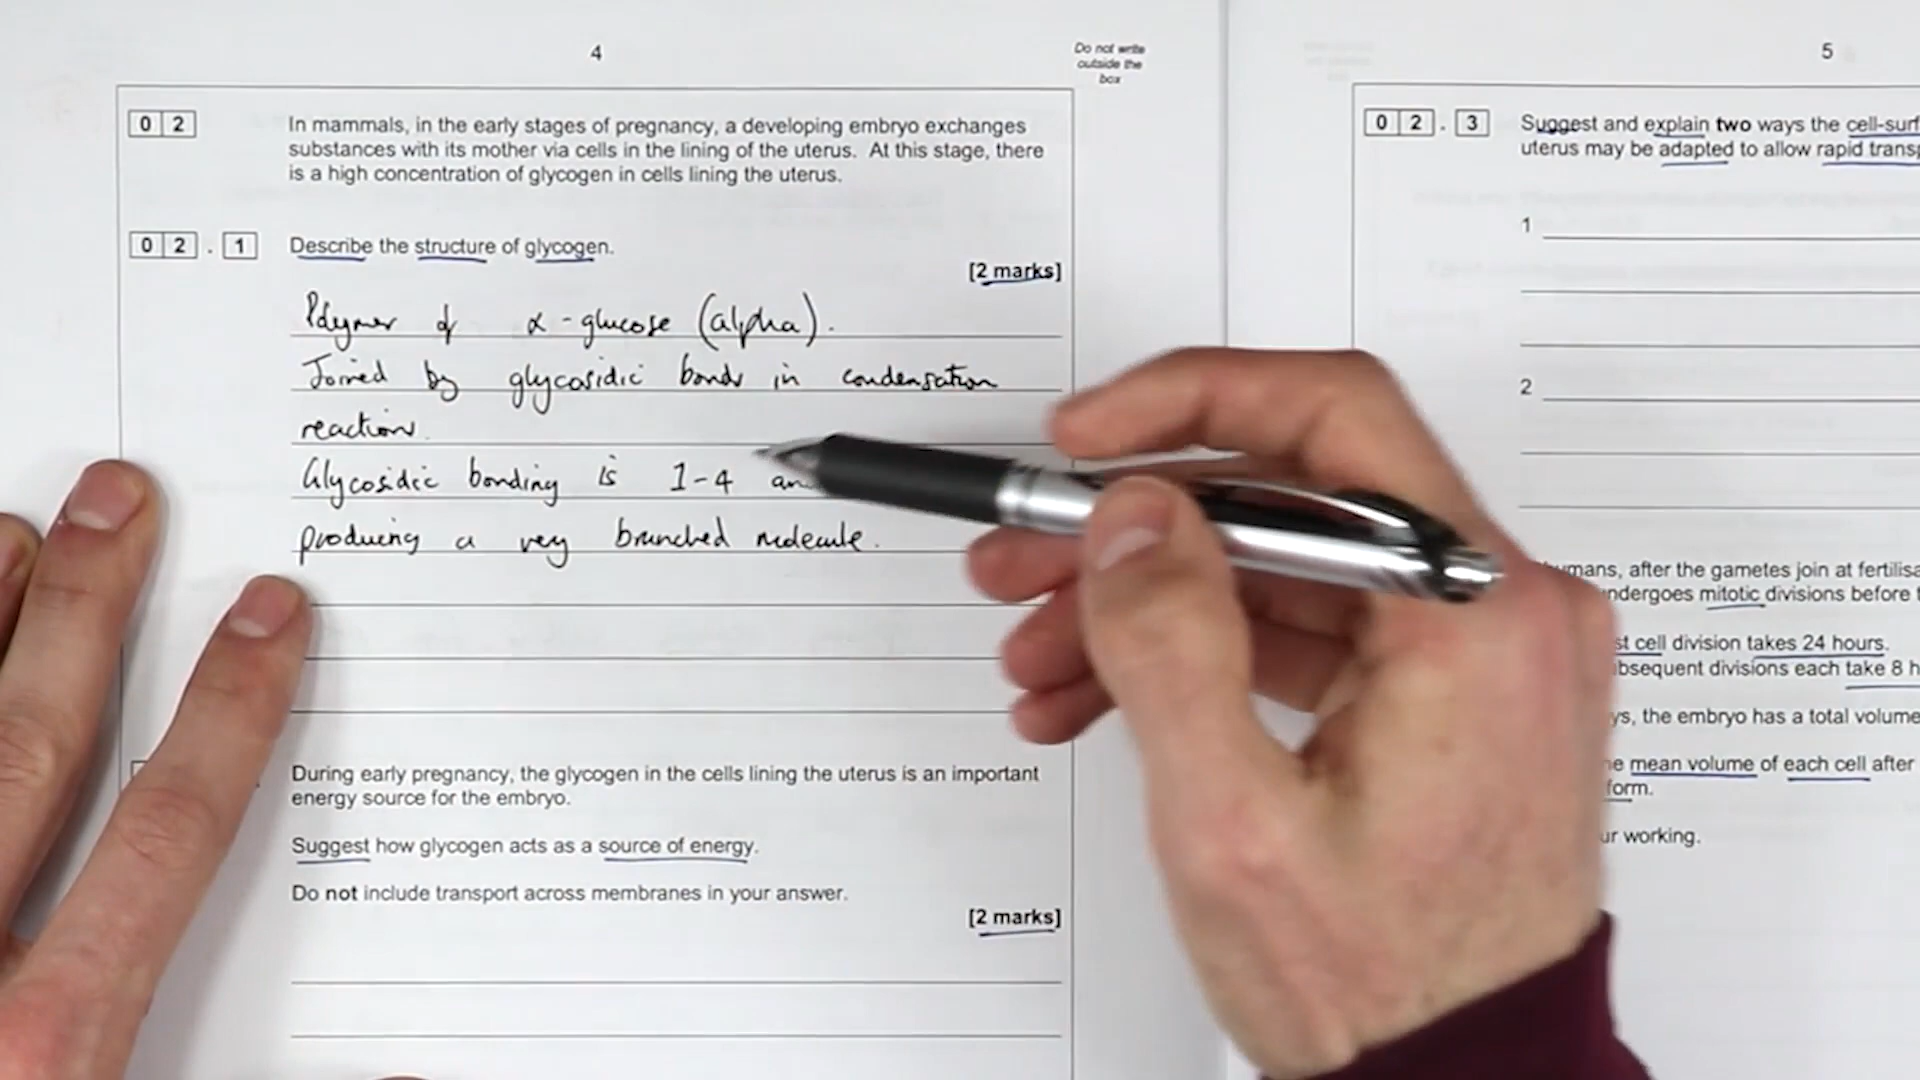 4
Do not write
outside the
box
0 2
In mammals, in the early stages of pregnancy, a developing embryo exchanges
substances with its mother via cells in the lining of the uterus. At this stage, there
is a high concentration of glycogen in cells lining the uterus.
0 2 . 1
Describe the structure of glycogen.
[2 marks]
Polymer of α-glucose (alpha).
Joined by glycosidic bonds in condensation
reactions.
Glycosidic bonding is 1-4
producing a very branched molecule.
During early pregnancy, the glycogen in the cells lining the uterus is an important
energy source for the embryo.
Suggest how glycogen acts as a source of energy.
Do not include transport across membranes in your answer.
[2 marks]
5
0 2 . 3
Suggest and explain two ways the cell-surf
uterus may be adapted to allow rapid transp
1
2
umans, after the gametes join at fertilisa
ndergoes mitotic divisions before t
st cell division takes 24 hours.
bsequent divisions each take 8 h
ys, the embryo has a total volume
e mean volume of each cell after
form.
ur working.